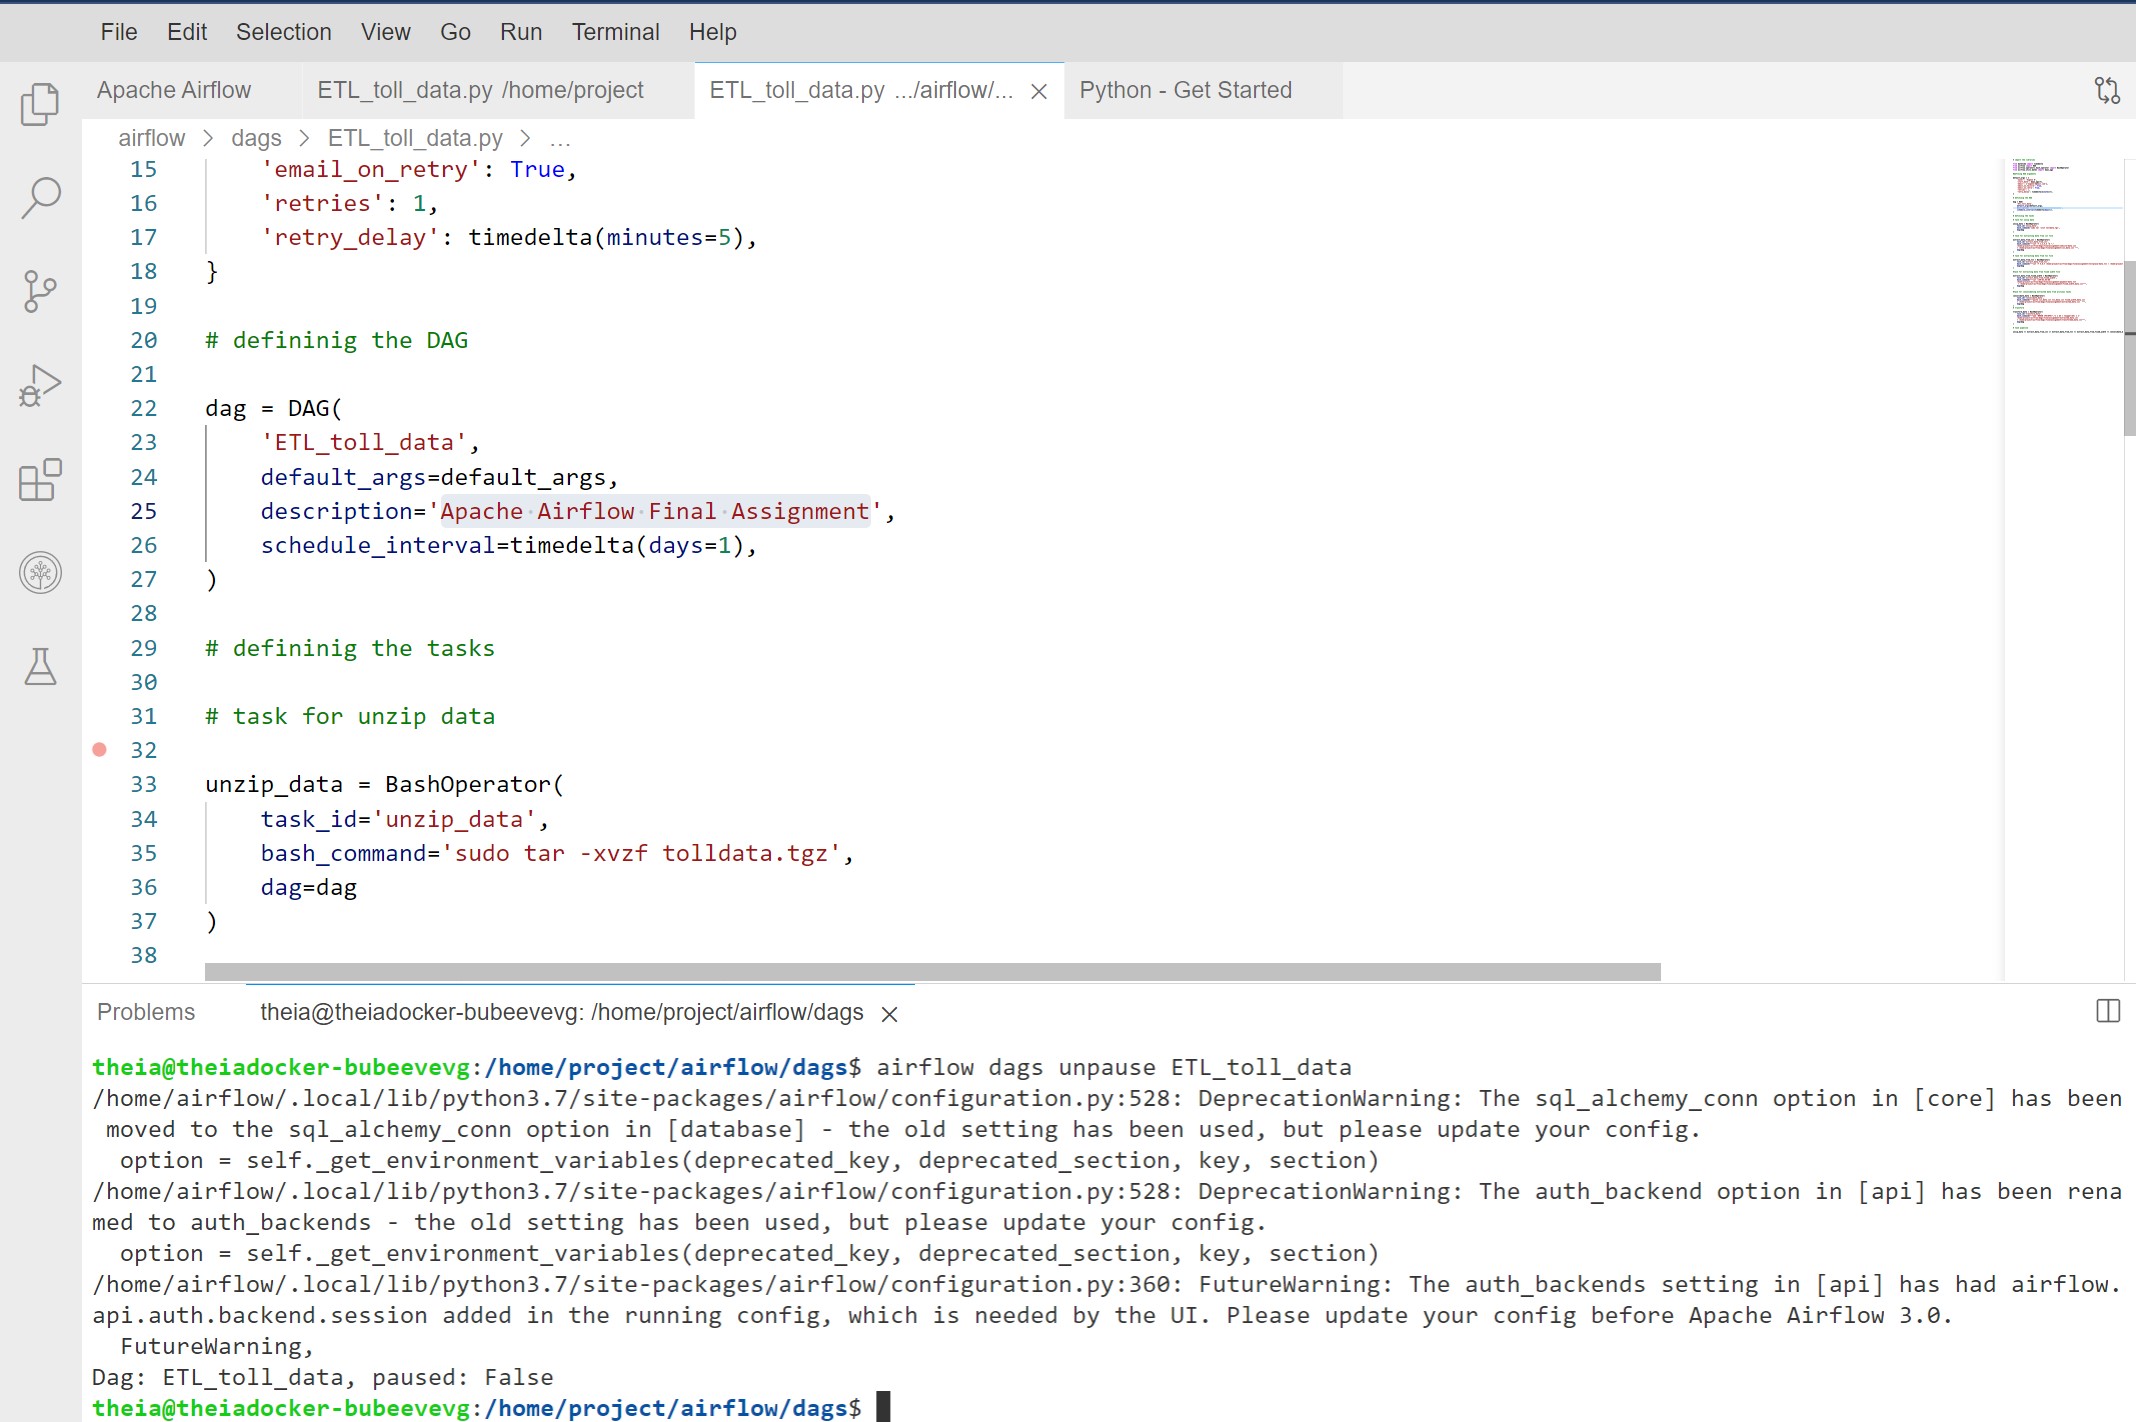 File Edit Selection View Go Run Terminal Help
Apache Airflow ETL_toll_data.py /home/project ETL_toll_data.py .../airflow/... Python - Get Started
airflow > dags > ETL_toll_data.py > ...
15 'email_on_retry': True,
16 'retries': 1,
17 'retry_delay': timedelta(minutes=5),
18 }
19
20 # defininig the DAG
21
22 dag = DAG(
23 'ETL_toll_data',
24 default_args=default_args,
25 description='Apache Airflow Final Assignment',
26 schedule_interval=timedelta(days=1),
27 )
28
29 # defininig the tasks
30
31 # task for unzip data
32
33 unzip_data = BashOperator(
34 task_id='unzip_data',
35 bash_command='sudo tar -xvzf tolldata.tgz',
36 dag=dag
37 )
38
Problems theia@theiadocker-bubeevevg: /home/project/airflow/dags
theia@theiadocker-bubeevevg:/home/project/airflow/dags$ airflow dags unpause ETL_toll_data
/home/airflow/.local/lib/python3.7/site-packages/airflow/configuration.py:528: DeprecationWarning: The sql_alchemy_conn option in [core] has been
moved to the sql_alchemy_conn option in [database] - the old setting has been used, but please update your config.
option = self._get_environment_variables(deprecated_key, deprecated_section, key, section)
/home/airflow/.local/lib/python3.7/site-packages/airflow/configuration.py:528: DeprecationWarning: The auth_backend option in [api] has been rena
med to auth_backends - the old setting has been used, but please update your config.
option = self._get_environment_variables(deprecated_key, deprecated_section, key, section)
/home/airflow/.local/lib/python3.7/site-packages/airflow/configuration.py:360: FutureWarning: The auth_backends setting in [api] has had airflow.
api.auth.backend.session added in the running config, which is needed by the UI. Please update your config before Apache Airflow 3.0.
FutureWarning,
Dag: ETL_toll_data, paused: False
theia@theiadocker-bubeevevg:/home/project/airflow/dags$